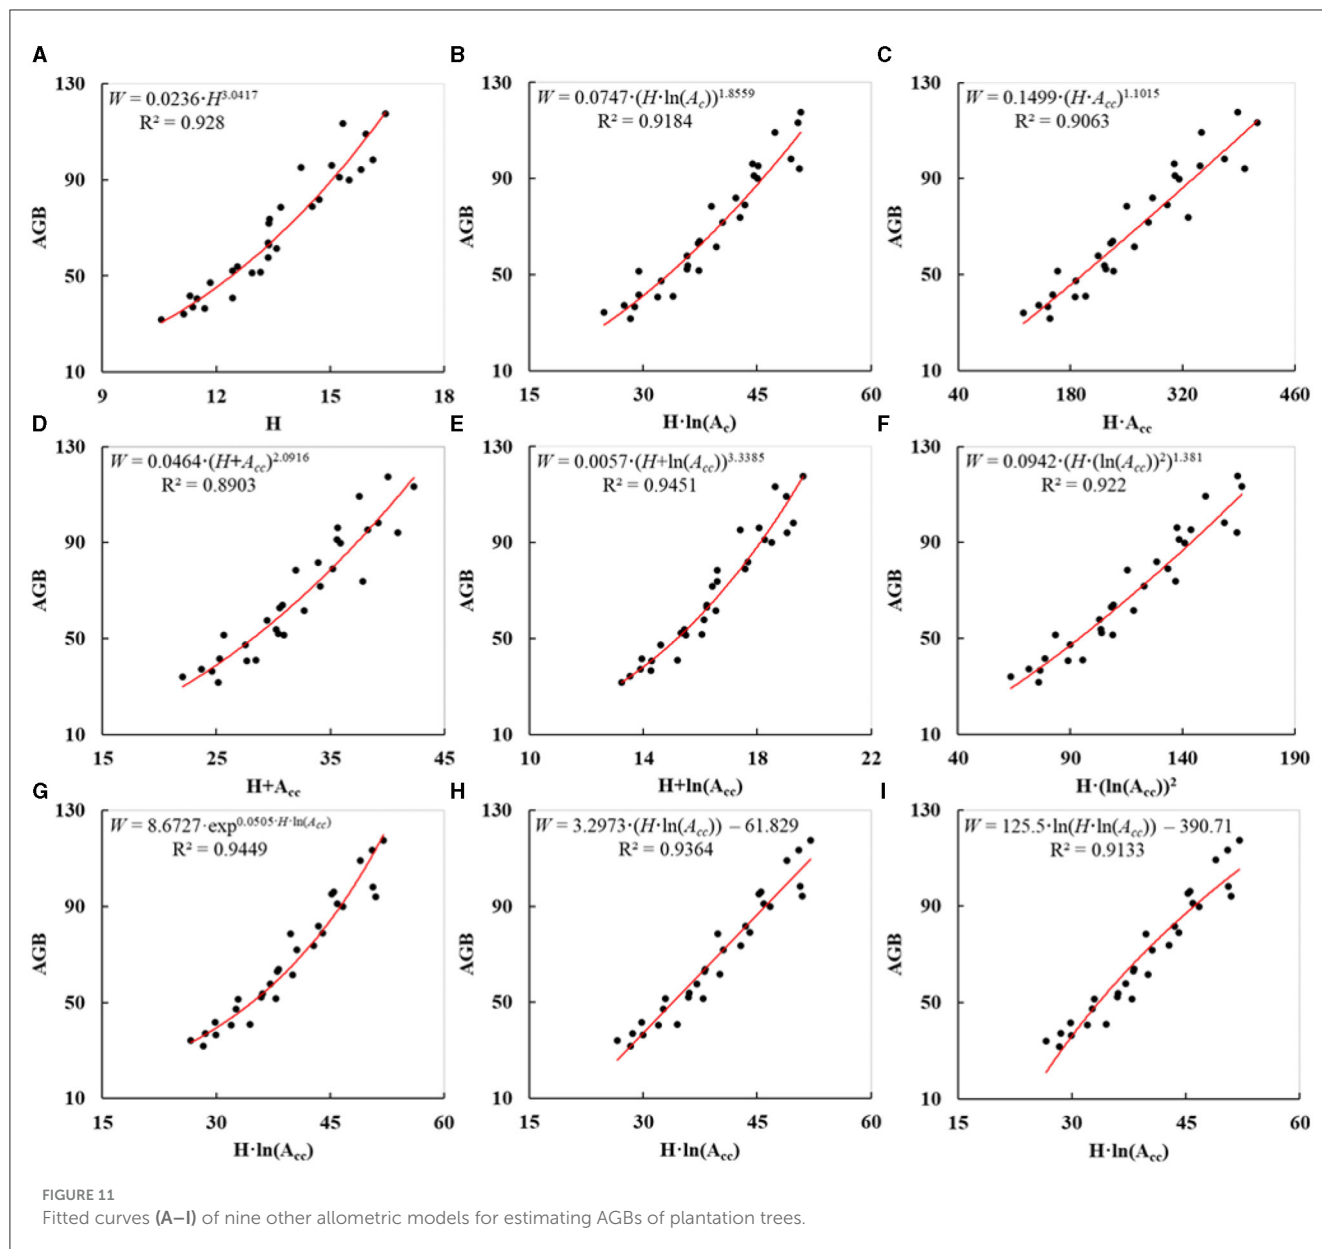 A
B
C
W = 0.0236·H^3.0417
R² = 0.928
W = 0.0747·(H·ln(A_c))^1.8559
R² = 0.9184
W = 0.1499·(H·A_cc)^1.1015
R² = 0.9063
130
90
50
10
AGB
9 12 15 18
H
130
90
50
10
AGB
15 30 45 60
H·ln(A_c)
130
90
50
10
AGB
40 180 320 460
H·A_cc
D
E
F
W = 0.0464·(H+A_cc)^2.0916
R² = 0.8903
W = 0.0057·(H+ln(A_cc))^3.3385
R² = 0.9451
W = 0.0942·(H·(ln(A_cc))²)^1.381
R² = 0.922
130
90
50
10
AGB
15 25 35 45
H+A_cc
130
90
50
10
AGB
10 14 18 22
H+ln(A_cc)
130
90
50
10
AGB
40 90 140 190
H·(ln(A_cc))²
G
H
I
W = 8.6727·exp^0.0505·H·ln(A_cc)
R² = 0.9449
W = 3.2973·(H·ln(A_cc)) – 61.829
R² = 0.9364
W = 125.5·ln(H·ln(A_cc)) – 390.71
R² = 0.9133
130
90
50
10
AGB
15 30 45 60
H·ln(A_cc)
130
90
50
10
AGB
15 30 45 60
H·ln(A_cc)
130
90
50
10
AGB
15 30 45 60
H·ln(A_cc)
FIGURE 11
Fitted curves (A–I) of nine other allometric models for estimating AGBs of plantation trees.